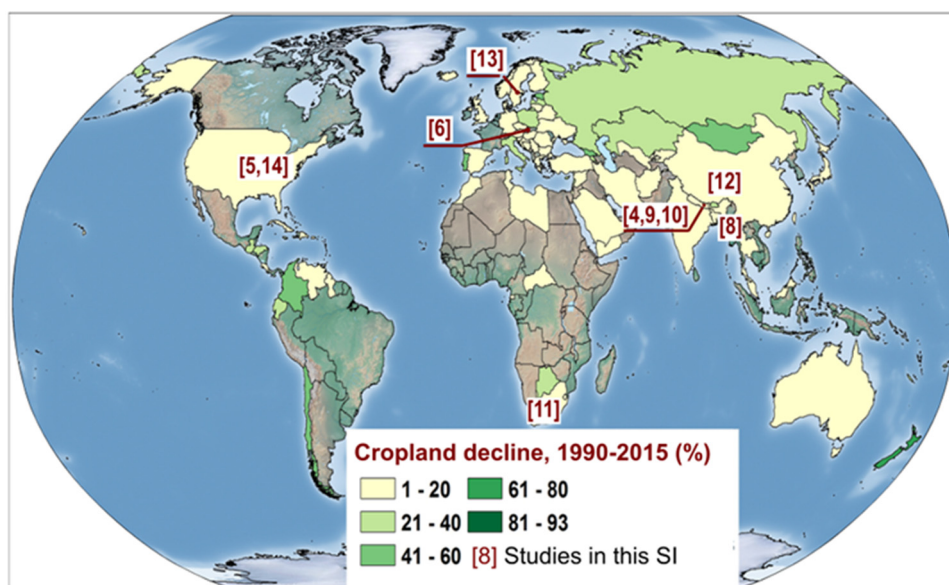 [13]
[6]
[5,14]
[12]
[4,9,10]
[8]
[11]
Cropland decline, 1990-2015 (%)
1 - 20
61 - 80
21 - 40
81 - 93
41 - 60
[8] Studies in this SI